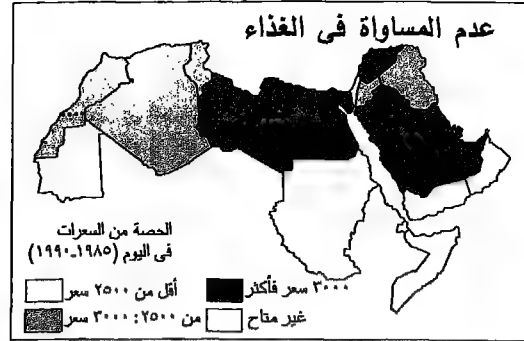 عدم المساواة فى الغذاء
الحصة من السعرات
فى اليوم (١٩٨٥-١٩٩٠)
٣٠٠٠ سعر فأكثر
أقل من ٢٥٠٠ سعر
غير متاح
من ٢٥٠٠: ٣٠٠٠ سعر